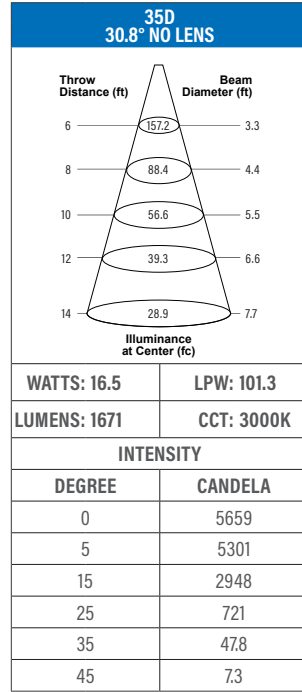 35D
30.8° NO LENS
Throw Distance (ft)
Beam Diameter (ft)
6 157.2 3.3
8 88.4 4.4
10 56.6 5.5
12 39.3 6.6
14 28.9 7.7
Illuminance
at Center (fc)
WATTS: 16.5 LPW: 101.3
LUMENS: 1671 CCT: 3000K
INTENSITY
DEGREE CANDELA
0 5659
5 5301
15 2948
25 721
35 47.8
45 7.3